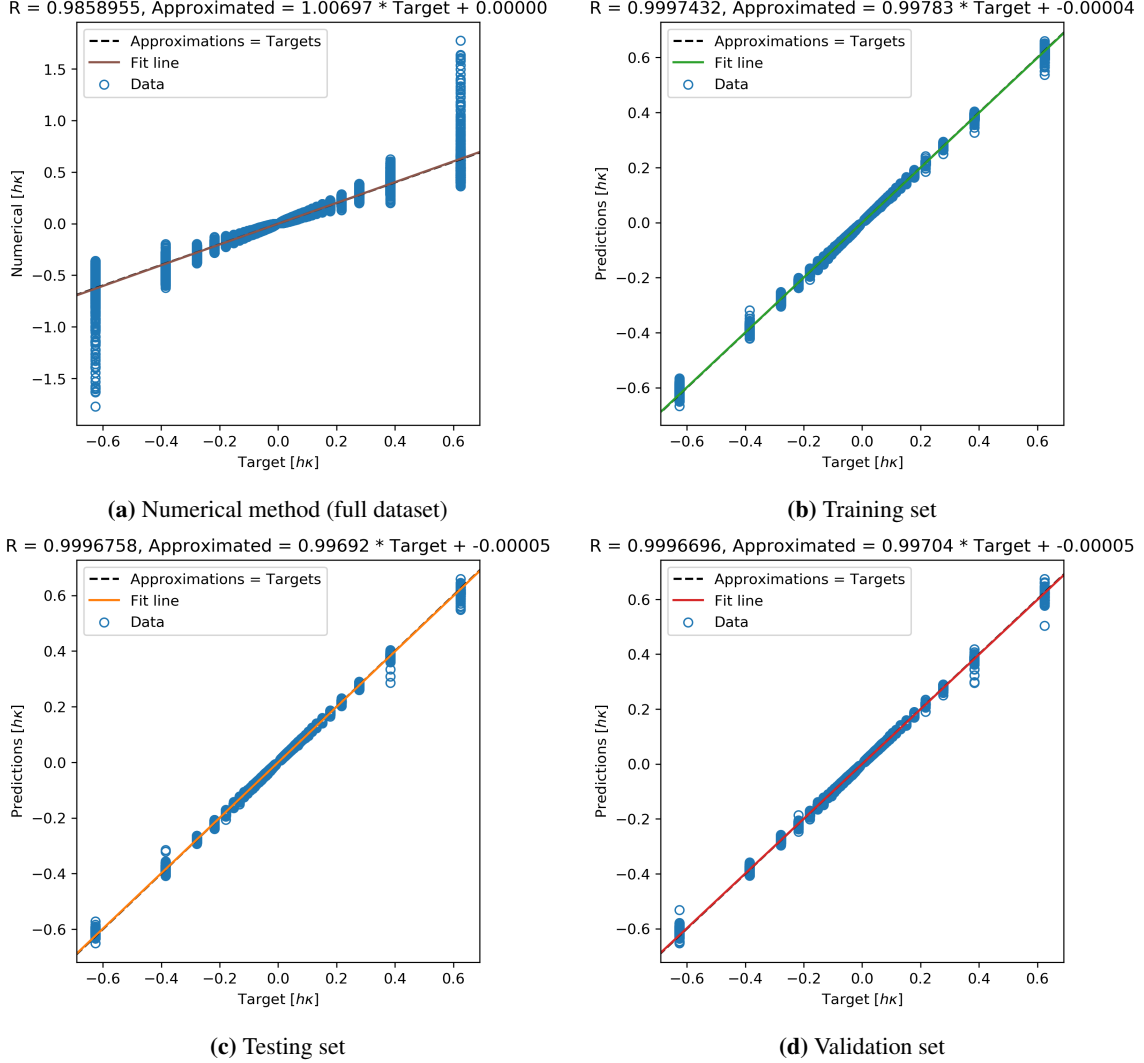 R = 0.9858955, Approximated = 1.00697 * Target + 0.00000
Approximations = Targets
Fit line
Data
1.5
1.0
0.5
0.0
−0.5
−1.0
−1.5
Numerical [hκ]
−0.6 −0.4 −0.2 0.0 0.2 0.4 0.6
Target [hκ]
(a) Numerical method (full dataset)
R = 0.9997432, Approximated = 0.99783 * Target + -0.00004
Approximations = Targets
Fit line
Data
0.6
0.4
0.2
0.0
−0.2
−0.4
−0.6
Predictions [hκ]
−0.6 −0.4 −0.2 0.0 0.2 0.4 0.6
Target [hκ]
(b) Training set
R = 0.9996758, Approximated = 0.99692 * Target + -0.00005
Approximations = Targets
Fit line
Data
0.6
0.4
0.2
0.0
−0.2
−0.4
−0.6
Predictions [hκ]
−0.6 −0.4 −0.2 0.0 0.2 0.4 0.6
Target [hκ]
(c) Testing set
R = 0.9996696, Approximated = 0.99704 * Target + -0.00005
Approximations = Targets
Fit line
Data
0.6
0.4
0.2
0.0
−0.2
−0.4
−0.6
Predictions [hκ]
−0.6 −0.4 −0.2 0.0 0.2 0.4 0.6
Target [hκ]
(d) Validation set